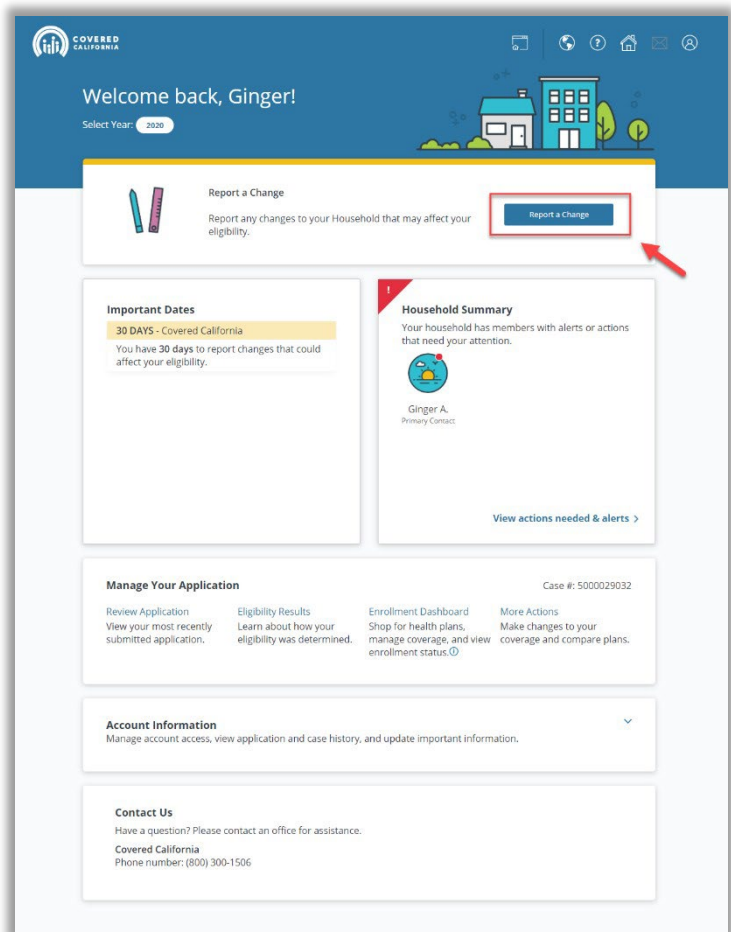 COVERED
CALIFORNIA
Welcome back, Ginger!
Select Year: 2020
Report a Change
Report any changes to your Household that may affect your
eligibility.
Report a Change
Important Dates
30 DAYS - Covered California
You have 30 days to report changes that could
affect your eligibility.
!
Household Summary
Your household has members with alerts or actions
that need your attention.
Ginger A.
Primary Contact
View actions needed & alerts >
Manage Your Application
Case #: 5000029032
Review Application
View your most recently
submitted application.
Eligibility Results
Learn about how your
eligibility was determined.
Enrollment Dashboard
Shop for health plans,
manage coverage, and view
enrollment status.
More Actions
Make changes to your
coverage and compare plans.
Account Information
Manage account access, view application and case history, and update important information.
Contact Us
Have a question? Please contact an office for assistance.
Covered California
Phone number: (800) 300-1506